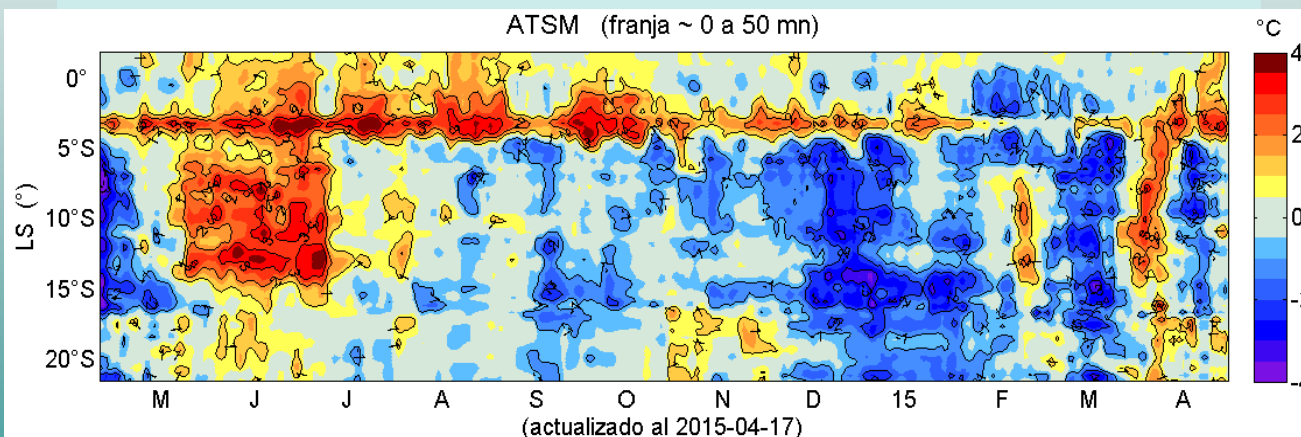 ATSM (franja ~ 0 a 50 mn)
°C
4
2
0
-4
0°
5°S
10°S
15°S
20°S
LS (°)
M J J A S O N D 15 F M A
(actualizado al 2015-04-17)